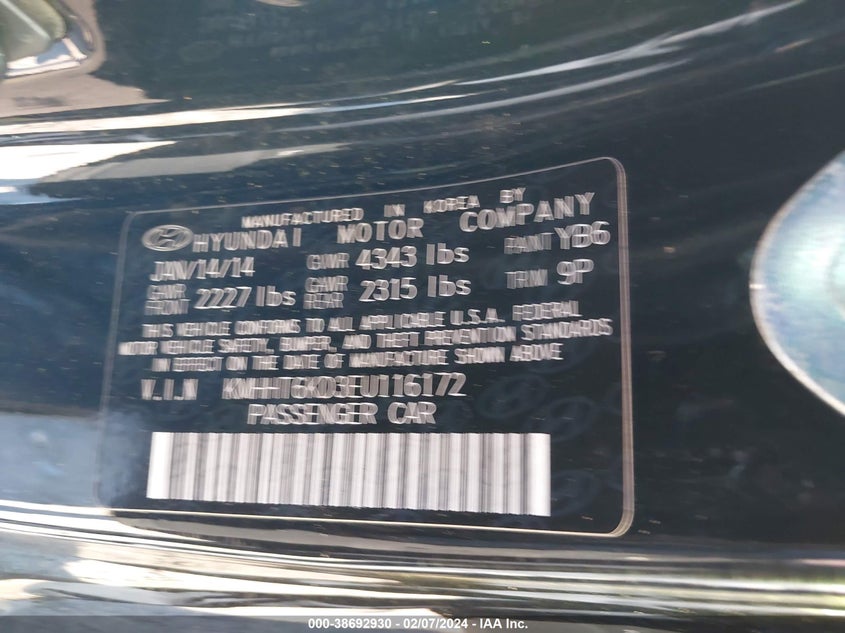 MANUFACTURED IN KOREA BY
HYUNDAI MOTOR COMPANY
JAN/14/14 GVWR 4343 lbs PAINT YB6
GAWR FRONT 2227 lbs GAWR REAR 2315 lbs TRIM 9P
THIS VEHICLE CONFORMS TO ALL APPLICABLE U.S.A. FEDERAL
MOTOR VEHICLE SAFETY, BUMPER, AND THEFT PREVENTION STANDARDS
IN EFFECT ON THE DATE OF MANUFACTURE SHOWN ABOVE
V.I.N KMHHT6KD3EU116172
PASSENGER CAR
000-38692930 - 02/07/2024 - IAA Inc.